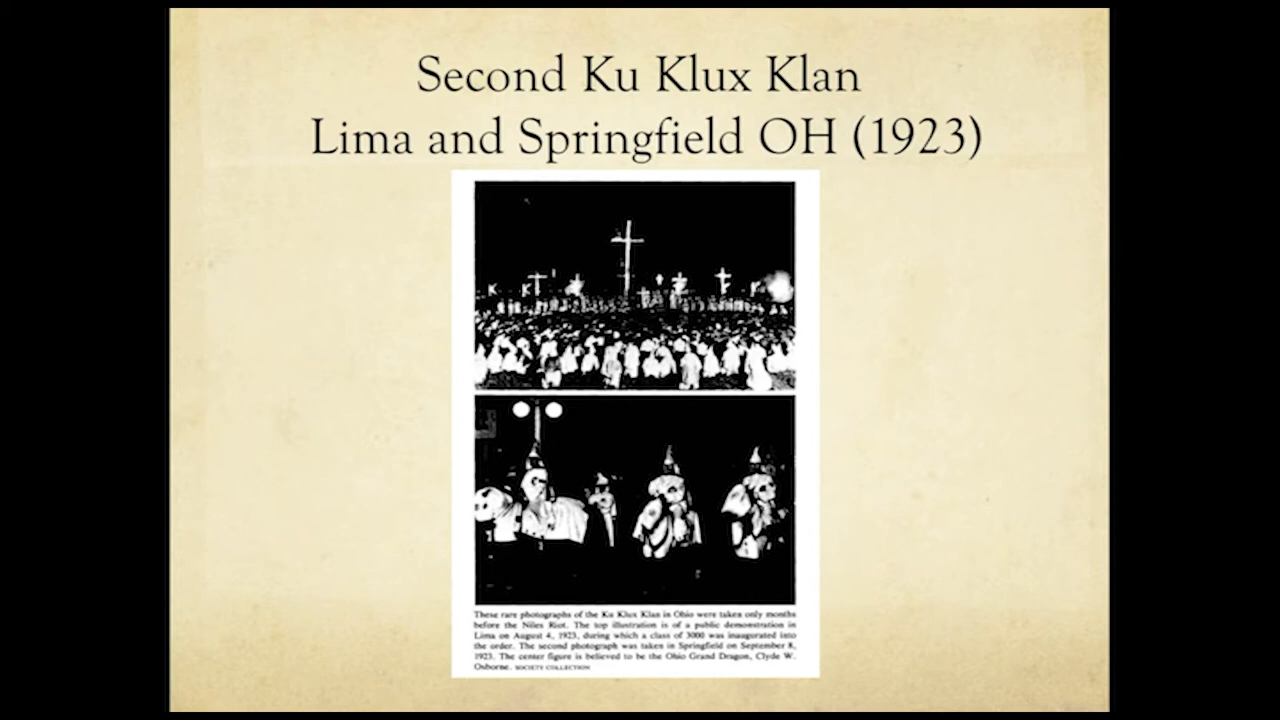 Second Ku Klux Klan
Lima and Springfield OH (1923)
These rare photographs of the Ku Klux Klan in Ohio were taken only months
before the Niles Riot. The top illustration is of a public demonstration in
Lima on August 4, 1923, during which a class of 3000 was inaugurated into
the order. The second photograph was taken in Springfield on September 8,
1923. The center figure is believed to be the Ohio Grand Dragon, Clyde W.
Osborne. SOCIETY COLLECTION